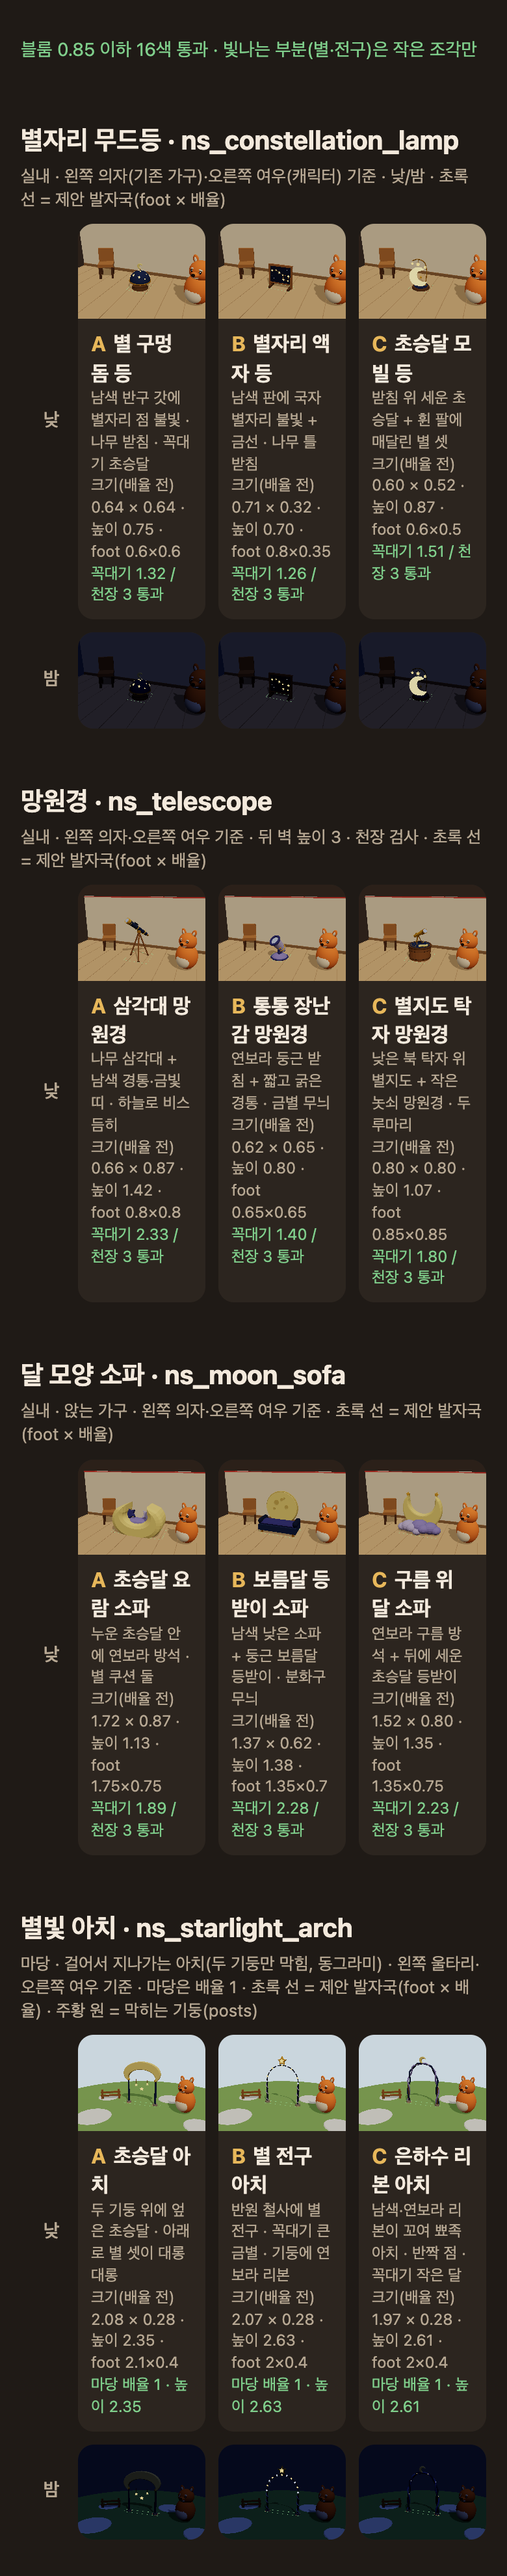 블룸 0.85 이하 16색 통과 · 빛나는 부분(별·전구)은 작은 조각만
별자리 무드등 · ns_constellation_lamp
실내 · 왼쪽 의자(기존 가구)·오른쪽 여우(캐릭터) 기준 · 낮/밤 · 초록
선 = 제안 발자국(foot × 배율)
낮
A 별 구멍
돔 등
남색 반구 갓에
별자리 점 불빛 ·
나무 받침 · 꼭대
기 초승달
크기(배율 전)
0.64 × 0.64 ·
높이 0.75 ·
foot 0.6×0.6
꼭대기 1.32 /
천장 3 통과
B 별자리 액
자 등
남색 판에 국자
별자리 불빛 +
금선 · 나무 틀
받침
크기(배율 전)
0.71 × 0.32 ·
높이 0.70 ·
foot 0.8×0.35
꼭대기 1.26 /
천장 3 통과
C 초승달 모
빌 등
받침 위 세운 초
승달 + 휜 팔에
매달린 별 셋
크기(배율 전)
0.60 × 0.52 ·
높이 0.87 ·
foot 0.6×0.5
꼭대기 1.51 / 천
장 3 통과
밤
망원경 · ns_telescope
실내 · 왼쪽 의자·오른쪽 여우 기준 · 뒤 벽 높이 3 · 천장 검사 · 초록 선
= 제안 발자국(foot × 배율)
낮
A 삼각대 망
원경
나무 삼각대 +
남색 경통·금빛
띠 · 하늘로 비스
듬히
크기(배율 전)
0.66 × 0.87 ·
높이 1.42 ·
foot 0.8×0.8
꼭대기 2.33 /
천장 3 통과
B 통통 장난
감 망원경
연보라 둥근 받
침 + 짧고 굵은
경통 · 금별 무늬
크기(배율 전)
0.62 × 0.65 ·
높이 0.80 ·
foot
0.65×0.65
꼭대기 1.40 /
천장 3 통과
C 별지도 탁
자 망원경
낮은 북 탁자 위
별지도 + 작은
놋쇠 망원경 · 두
루마리
크기(배율 전)
0.80 × 0.80 ·
높이 1.07 ·
foot
0.85×0.85
꼭대기 1.80 /
천장 3 통과
달 모양 소파 · ns_moon_sofa
실내 · 앉는 가구 · 왼쪽 의자·오른쪽 여우 기준 · 초록 선 = 제안 발자국
(foot × 배율)
낮
A 초승달 요
람 소파
누운 초승달 안
에 연보라 방석 ·
별 쿠션 둘
크기(배율 전)
1.72 × 0.87 ·
높이 1.13 ·
foot
1.75×0.75
꼭대기 1.89 /
천장 3 통과
B 보름달 등
받이 소파
남색 낮은 소파
+ 둥근 보름달
등받이 · 분화구
무늬
크기(배율 전)
1.37 × 0.62 ·
높이 1.38 ·
foot 1.35×0.7
꼭대기 2.28 /
천장 3 통과
C 구름 위
달 소파
연보라 구름 방
석 + 뒤에 세운
초승달 등받이
크기(배율 전)
1.52 × 0.80 ·
높이 1.35 ·
foot
1.35×0.75
꼭대기 2.23 /
천장 3 통과
별빛 아치 · ns_starlight_arch
마당 · 걸어서 지나가는 아치(두 기둥만 막힘, 동그라미) · 왼쪽 울타리·
오른쪽 여우 기준 · 마당은 배율 1 · 초록 선 = 제안 발자국(foot × 배
율) · 주황 원 = 막히는 기둥(posts)
낮
A 초승달 아
치
두 기둥 위에 엎
은 초승달 · 아래
로 별 셋이 대롱
대롱
크기(배율 전)
2.08 × 0.28 ·
높이 2.35 ·
foot 2.1×0.4
마당 배율 1 · 높
이 2.35
B 별 전구
아치
반원 철사에 별
전구 · 꼭대기 큰
금별 · 기둥에 연
보라 리본
크기(배율 전)
2.07 × 0.28 ·
높이 2.63 ·
foot 2×0.4
마당 배율 1 · 높
이 2.63
C 은하수 리
본 아치
남색·연보라 리
본이 꼬여 뾰족
아치 · 반짝 점 ·
꼭대기 작은 달
크기(배율 전)
1.97 × 0.28 ·
높이 2.61 ·
foot 2×0.4
마당 배율 1 · 높
이 2.61
밤